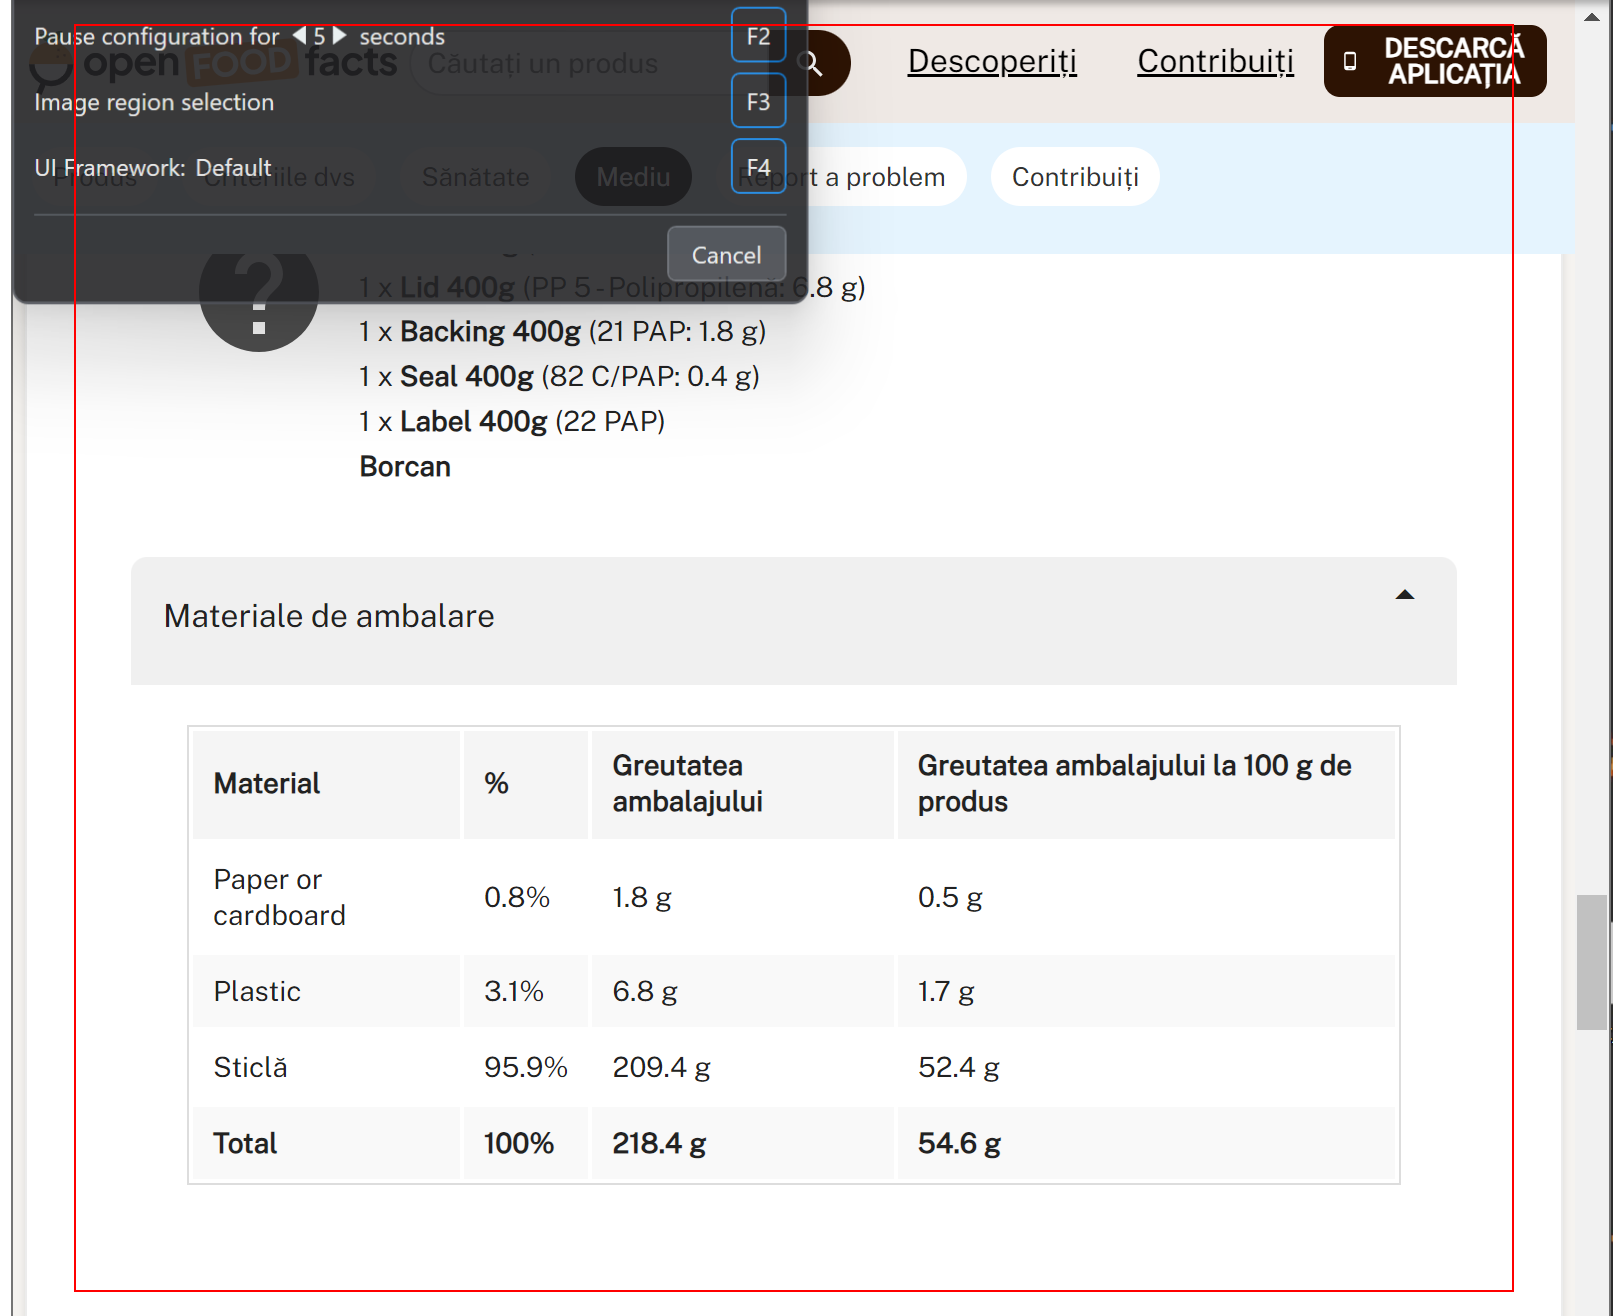 Pause configuration for 5 seconds F2
Image region selection F3
UI Framework: Default F4
Cancel
open FOOD facts
Căutați un produs
Descoperiți
Contribuiți
DESCARCĂ
APLICAȚIA
Produs
Criteriile dvs
Sănătate
Mediu
Report a problem
Contribuiți
1 x Lid 400g (PP 5 - Polipropilenă: 6.8 g)
1 x Backing 400g (21 PAP: 1.8 g)
1 x Seal 400g (82 C/PAP: 0.4 g)
1 x Label 400g (22 PAP)
Borcan
Materiale de ambalare
Material % Greutatea ambalajului Greutatea ambalajului la 100 g de produs
Paper or cardboard 0.8% 1.8 g 0.5 g
Plastic 3.1% 6.8 g 1.7 g
Sticlă 95.9% 209.4 g 52.4 g
Total 100% 218.4 g 54.6 g